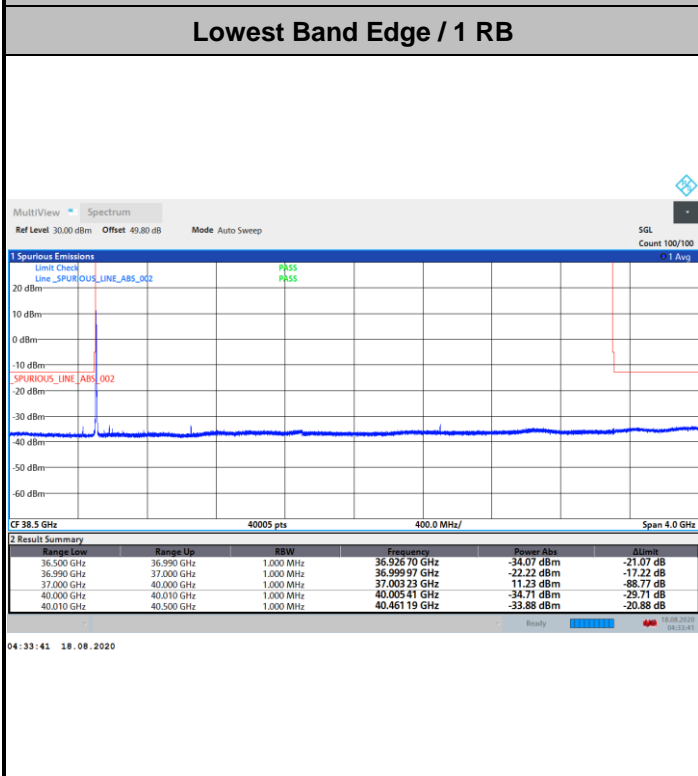 Lowest Band Edge / 1 RB
MultiView Spectrum
Ref Level 30.00 dBm Offset 49.80 dB Mode Auto Sweep SGL
Count 100/100
1 Spurious Emissions 1 Avg
Limit Check PASS
Line _SPURIOUS_LINE_ABS_002 PASS
20 dBm
10 dBm
0 dBm
-10 dBm
_SPURIOUS_LINE_ABS_002
-20 dBm
-30 dBm
-40 dBm
-50 dBm
-60 dBm
CF 38.5 GHz 40005 pts 400.0 MHz/ Span 4.0 GHz
2 Result Summary
Range Low Range Up RBW Frequency Power Abs ΔLimit
36.500 GHz 36.990 GHz 1.000 MHz 36.926 70 GHz -34.07 dBm -21.07 dB
36.990 GHz 37.000 GHz 1.000 MHz 36.999 97 GHz -22.22 dBm -17.22 dB
37.000 GHz 40.000 GHz 1.000 MHz 37.003 23 GHz 11.23 dBm -88.77 dB
40.000 GHz 40.010 GHz 1.000 MHz 40.005 41 GHz -34.71 dBm -29.71 dB
40.010 GHz 40.500 GHz 1.000 MHz 40.461 19 GHz -33.88 dBm -20.88 dB
Ready 18.08.2020
04:33:41
04:33:41 18.08.2020